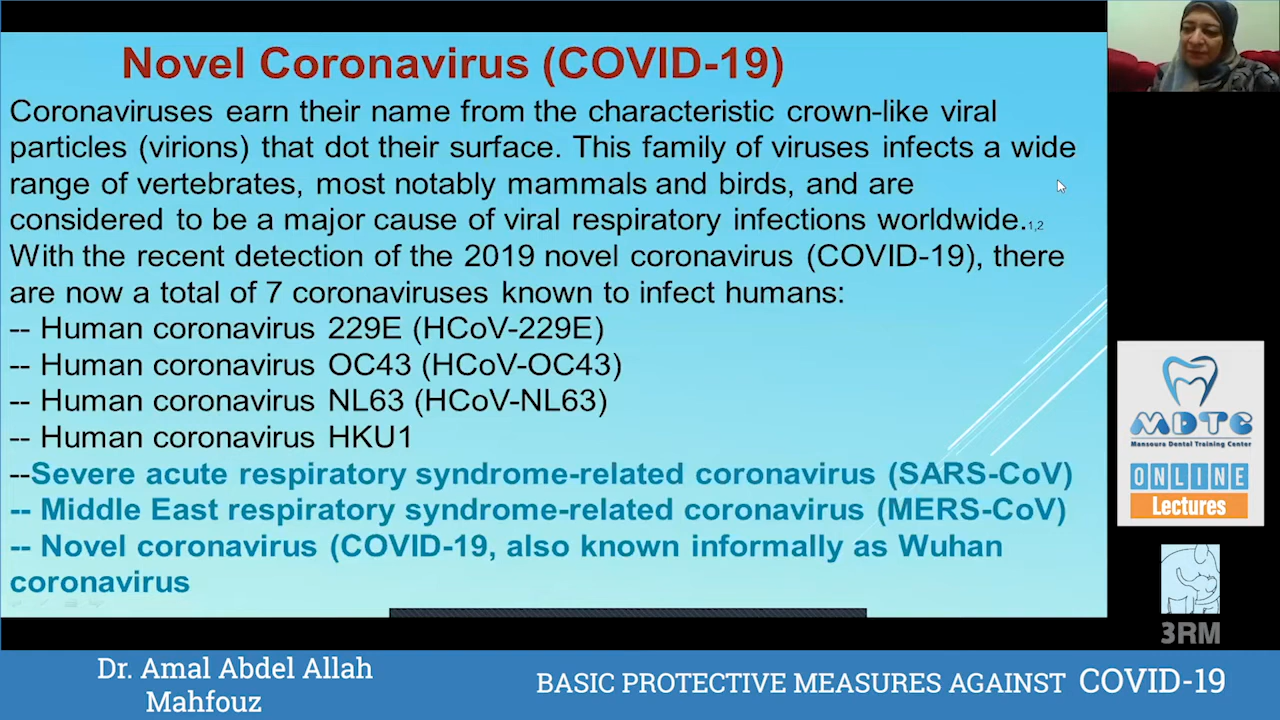 Novel Coronavirus (COVID-19)
Coronaviruses earn their name from the characteristic crown-like viral
particles (virions) that dot their surface. This family of viruses infects a wide
range of vertebrates, most notably mammals and birds, and are
considered to be a major cause of viral respiratory infections worldwide.1,2
With the recent detection of the 2019 novel coronavirus (COVID-19), there
are now a total of 7 coronaviruses known to infect humans:
-- Human coronavirus 229E (HCoV-229E)
-- Human coronavirus OC43 (HCoV-OC43)
-- Human coronavirus NL63 (HCoV-NL63)
-- Human coronavirus HKU1
--Severe acute respiratory syndrome-related coronavirus (SARS-CoV)
-- Middle East respiratory syndrome-related coronavirus (MERS-CoV)
-- Novel coronavirus (COVID-19, also known informally as Wuhan
coronavirus
MDTC
Mansoura Dental Training Center
ONLINE
Lectures
3RM
Dr. Amal Abdel Allah
Mahfouz
BASIC PROTECTIVE MEASURES AGAINST COVID-19